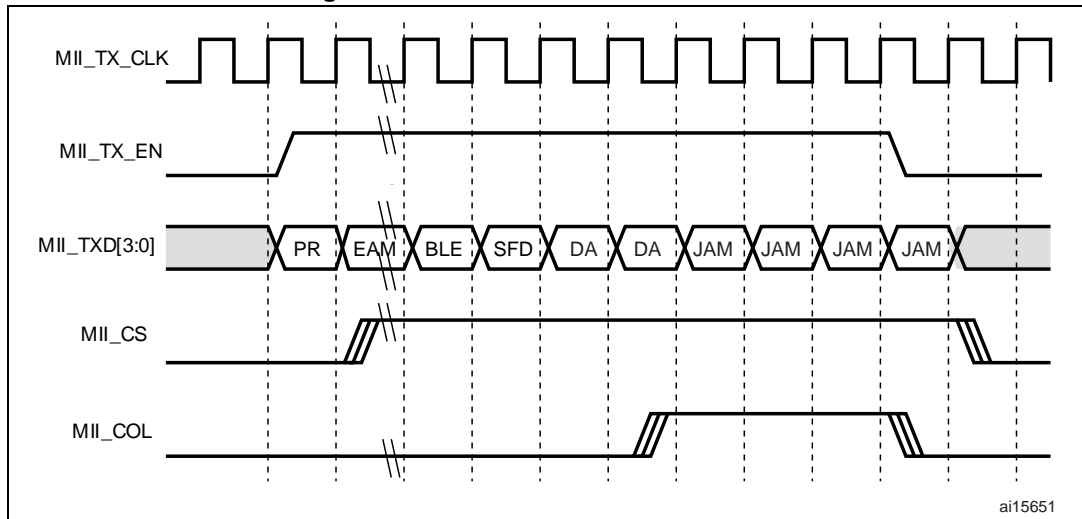 MII_TX_CLK
MII_TX_EN
MII_TXD[3:0] PR EAM BLE SFD DA DA JAM JAM JAM JAM
MII_CS
MII_COL
ai15651